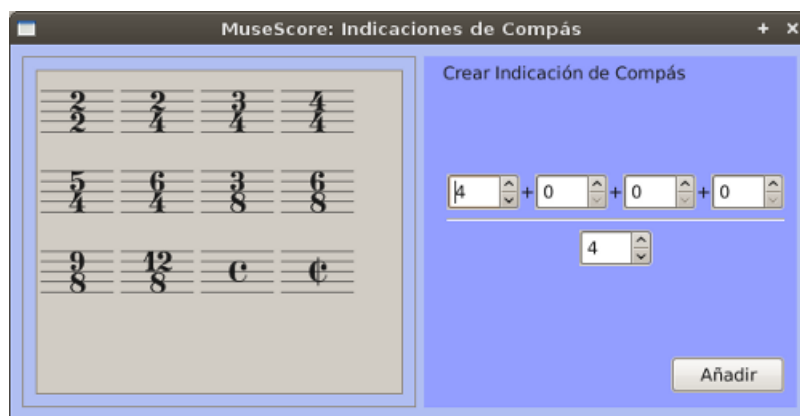 MuseScore: Indicaciones de Compás
Crear Indicación de Compás
2 2 3 4
2 4 4 4
5 6 3 6
4 4 8 8
9 12 C ¢
8 8
4 + 0 + 0 + 0
4
Añadir